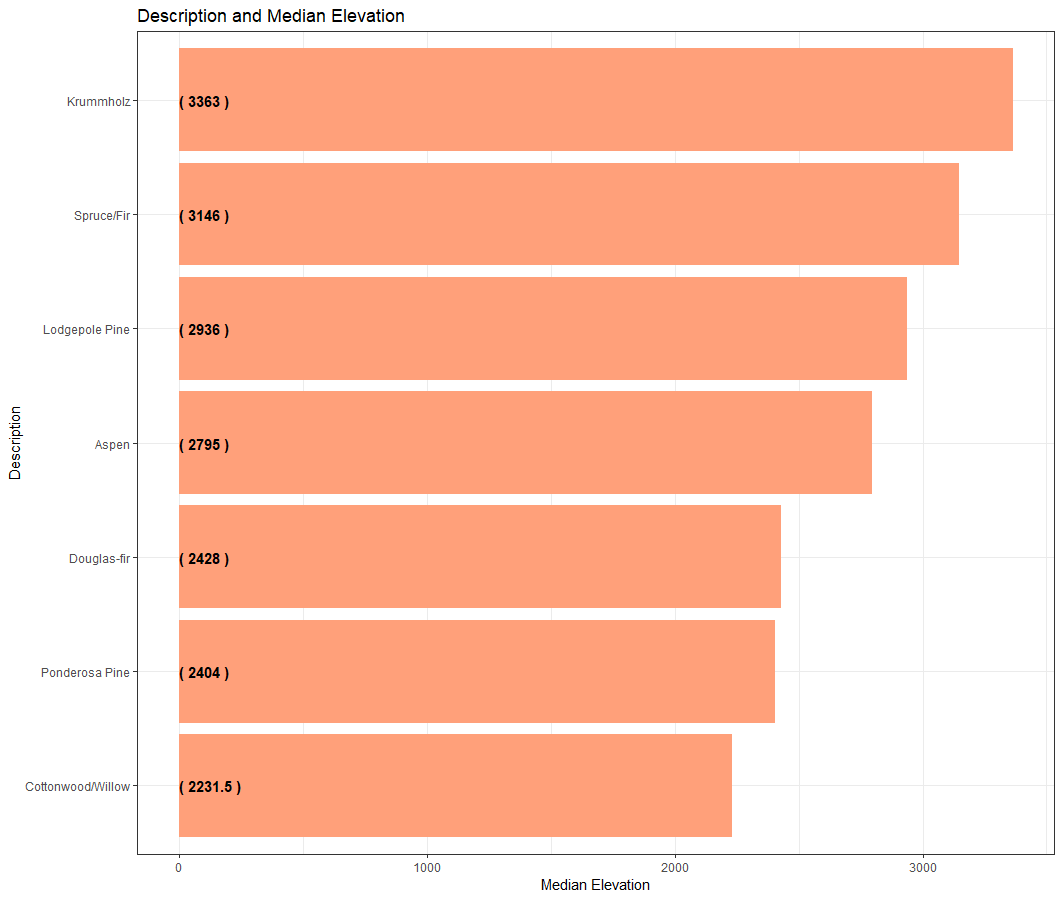 Description and Median Elevation
Description
Krummholz
( 3363 )
Spruce/Fir
( 3146 )
Lodgepole Pine
( 2936 )
Aspen
( 2795 )
Douglas-fir
( 2428 )
Ponderosa Pine
( 2404 )
Cottonwood/Willow
( 2231.5 )
0 1000 2000 3000
Median Elevation